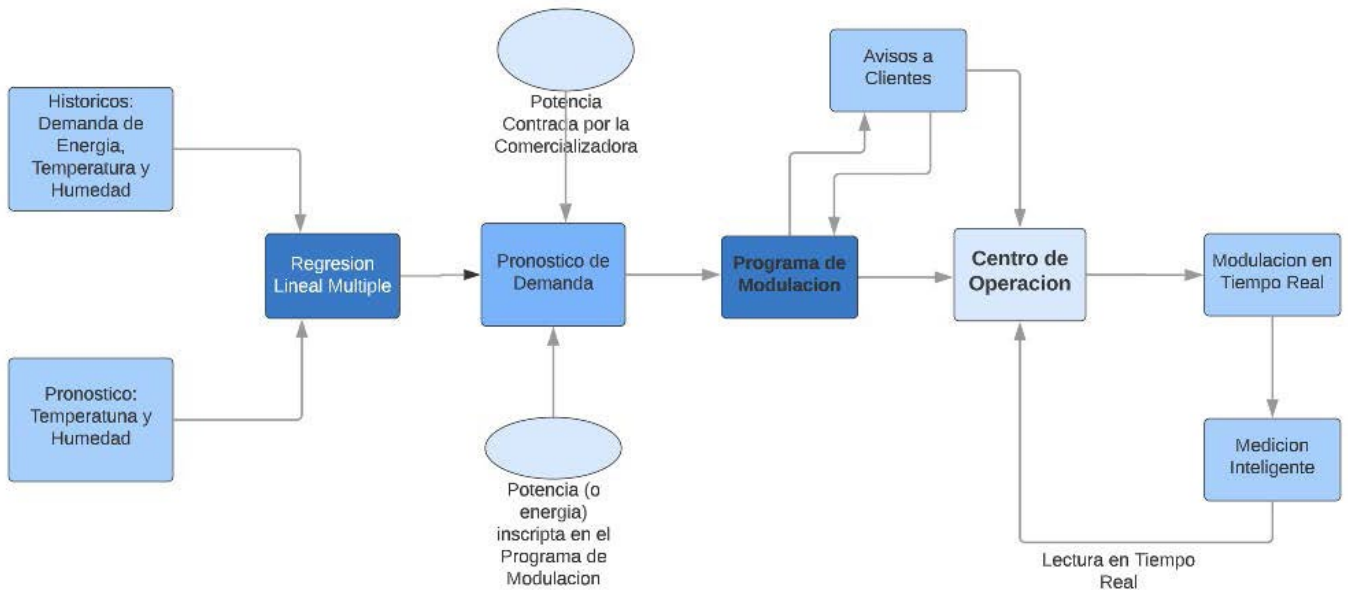 Historicos:
Demanda de
Energia,
Temperatura y
Humedad
Pronostico:
Temperatuna y
Humedad
Regresion
Lineal Multiple
Potencia
Contrada por la
Comercializadora
Pronostico de
Demanda
Potencia (o
energia)
inscripta en el
Programa de
Modulacion
Programa de
Modulacion
Avisos a
Clientes
Centro de
Operacion
Modulacion en
Tiempo Real
Medicion
Inteligente
Lectura en Tiempo
Real